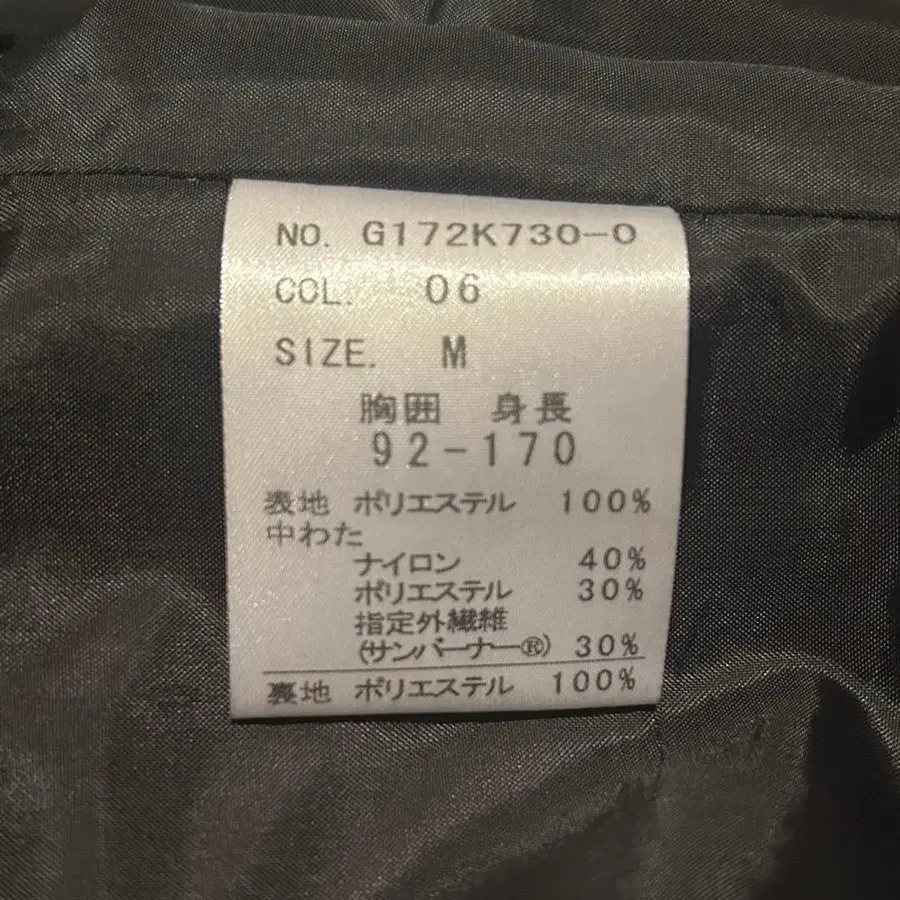 NO. G172K730-0
COL. 06
SIZE. M
胸囲 身長
92-170
表地 ポリエステル 100%
中わた
ナイロン 40%
ポリエステル 30%
指定外繊維
(サンバーナー®) 30%
裏地 ポリエステル 100%